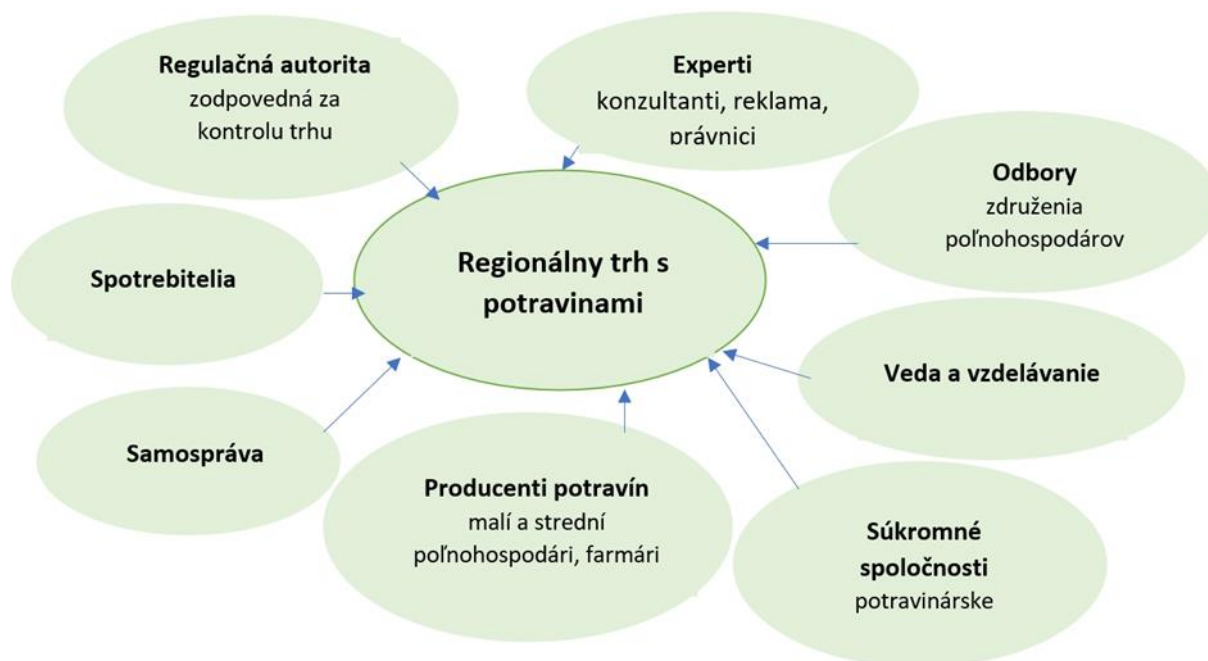 Regulačná autorita
zodpovedná za
kontrolu trhu
Experti
konzultanti, reklama,
právnici
Odbory
združenia
poľnohospodárov
Spotrebitelia
Regionálny trh s
potravinami
Veda a vzdelávanie
Samospráva
Producenti potravín
malí a strední
poľnohospodári, farmári
Súkromné
spoločnosti
potravinárske